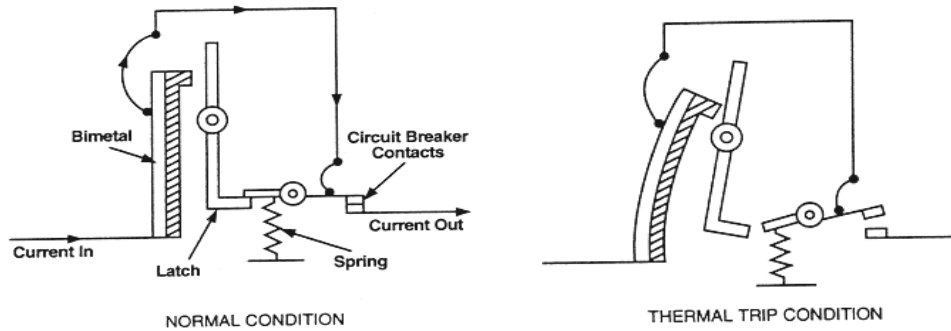 Bimetal
Circuit Breaker
Contacts
Current In
Latch
Spring
Current Out
NORMAL CONDITION
THERMAL TRIP CONDITION